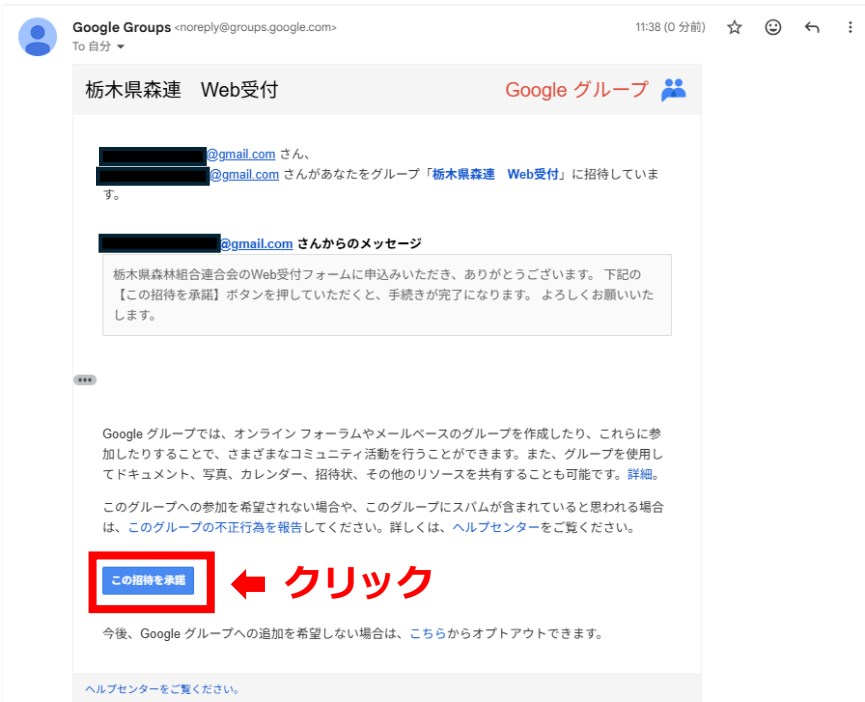 Google Groups <noreply@groups.google.com>
11:38 (0 分前)
To 自分
栃木県森連　Web受付
Google グループ
@gmail.com さん、
@gmail.com さんがあなたをグループ「栃木県森連　Web受付」に招待していま
す。
@gmail.com さんからのメッセージ
栃木県森林組合連合会のWeb受付フォームに申込みいただき、ありがとうございます。 下記の
【この招待を承諾】ボタンを押していただくと、手続きが完了になります。 よろしくお願いいた
します。
Google グループでは、オンライン フォーラムやメールベースのグループを作成したり、これらに参
加したりすることで、さまざまなコミュニティ活動を行うことができます。また、グループを使用し
てドキュメント、写真、カレンダー、招待状、その他のリソースを共有することも可能です。詳細。
このグループへの参加を希望されない場合や、このグループにスパムが含まれていると思われる場合
は、このグループの不正行為を報告してください。詳しくは、ヘルプセンターをご覧ください。
この招待を承諾
クリック
今後、Google グループへの追加を希望しない場合は、こちらからオプトアウトできます。
ヘルプセンターをご覧ください。